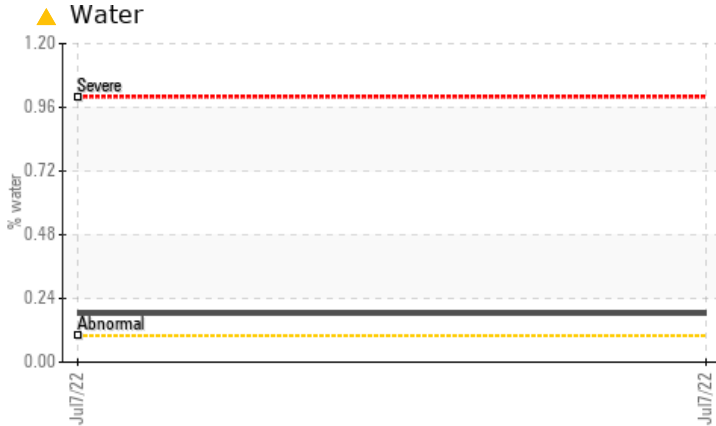 Water
1.20
Severe
0.96
0.72
% water
0.48
0.24
Abnormal
0.00
Jul7/22
Jul7/22